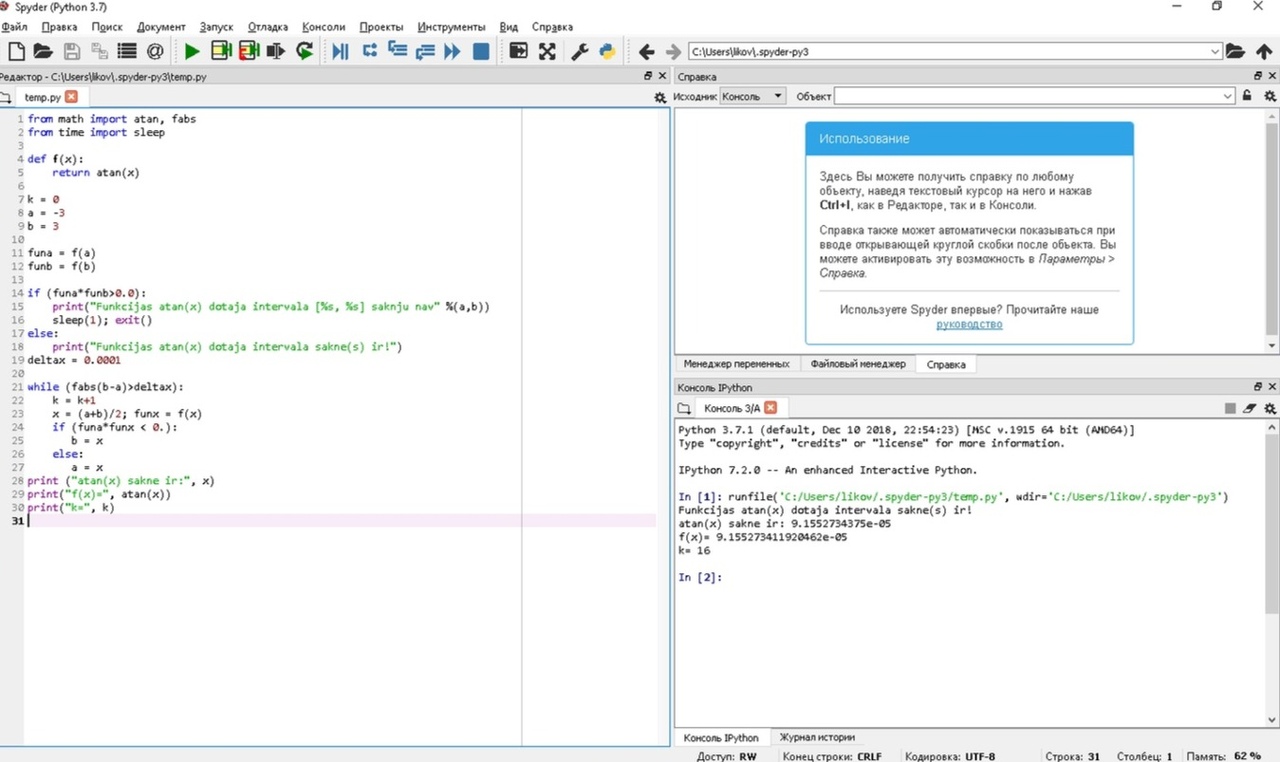 Spyder (Python 3.7)
Файл Правка Поиск Документ Запуск Отладка Консоли Проекты Инструменты Вид Справка
C:\Users\likov\.spyder-py3
Редактор - C:\Users\likov\.spyder-py3\temp.py
temp.py
1 from math import atan, fabs
2 from time import sleep
3
4 def f(x):
5     return atan(x)
6
7 k = 0
8 a = -3
9 b = 3
10
11 funa = f(a)
12 funb = f(b)
13
14 if (funa*funb>0.0):
15     print("Funkcijas atan(x) dotaja intervala [%s, %s] saknju nav" %(a,b))
16     sleep(1); exit()
17 else:
18     print("Funkcijas atan(x) dotaja intervala sakne(s) ir!")
19 deltax = 0.0001
20
21 while (fabs(b-a)>deltax):
22     k = k+1
23     x = (a+b)/2; funx = f(x)
24     if (funa*funx < 0.):
25         b = x
26     else:
27         a = x
28 print ("atan(x) sakne ir:", x)
29 print("f(x)=", atan(x))
30 print("k=", k)
31
Справка
Исходник Консоль Объект
Использование
Здесь Вы можете получить справку по любому
объекту, наведя текстовый курсор на него и нажав
Ctrl+I, как в Редакторе, так и в Консоли.
Справка также может автоматически показываться при
вводе открывающей круглой скобки после объекта. Вы
можете активировать эту возможность в Параметры >
Справка.
Используете Spyder впервые? Прочитайте наше
руководство
Менеджер переменных Файловый менеджер Справка
Консоль IPython
Консоль 3/A
Python 3.7.1 (default, Dec 10 2018, 22:54:23) [MSC v.1915 64 bit (AMD64)]
Type "copyright", "credits" or "license" for more information.
IPython 7.2.0 -- An enhanced Interactive Python.
In [1]: runfile('C:/Users/likov/.spyder-py3/temp.py', wdir='C:/Users/likov/.spyder-py3')
Funkcijas atan(x) dotaja intervala sakne(s) ir!
atan(x) sakne ir: 9.1552734375e-05
f(x)= 9.155273411920462e-05
k= 16
In [2]:
Консоль IPython Журнал истории
Доступ: RW Конец строки: CRLF Кодировка: UTF-8 Строка: 31 Столбец: 1 Память: 62 %